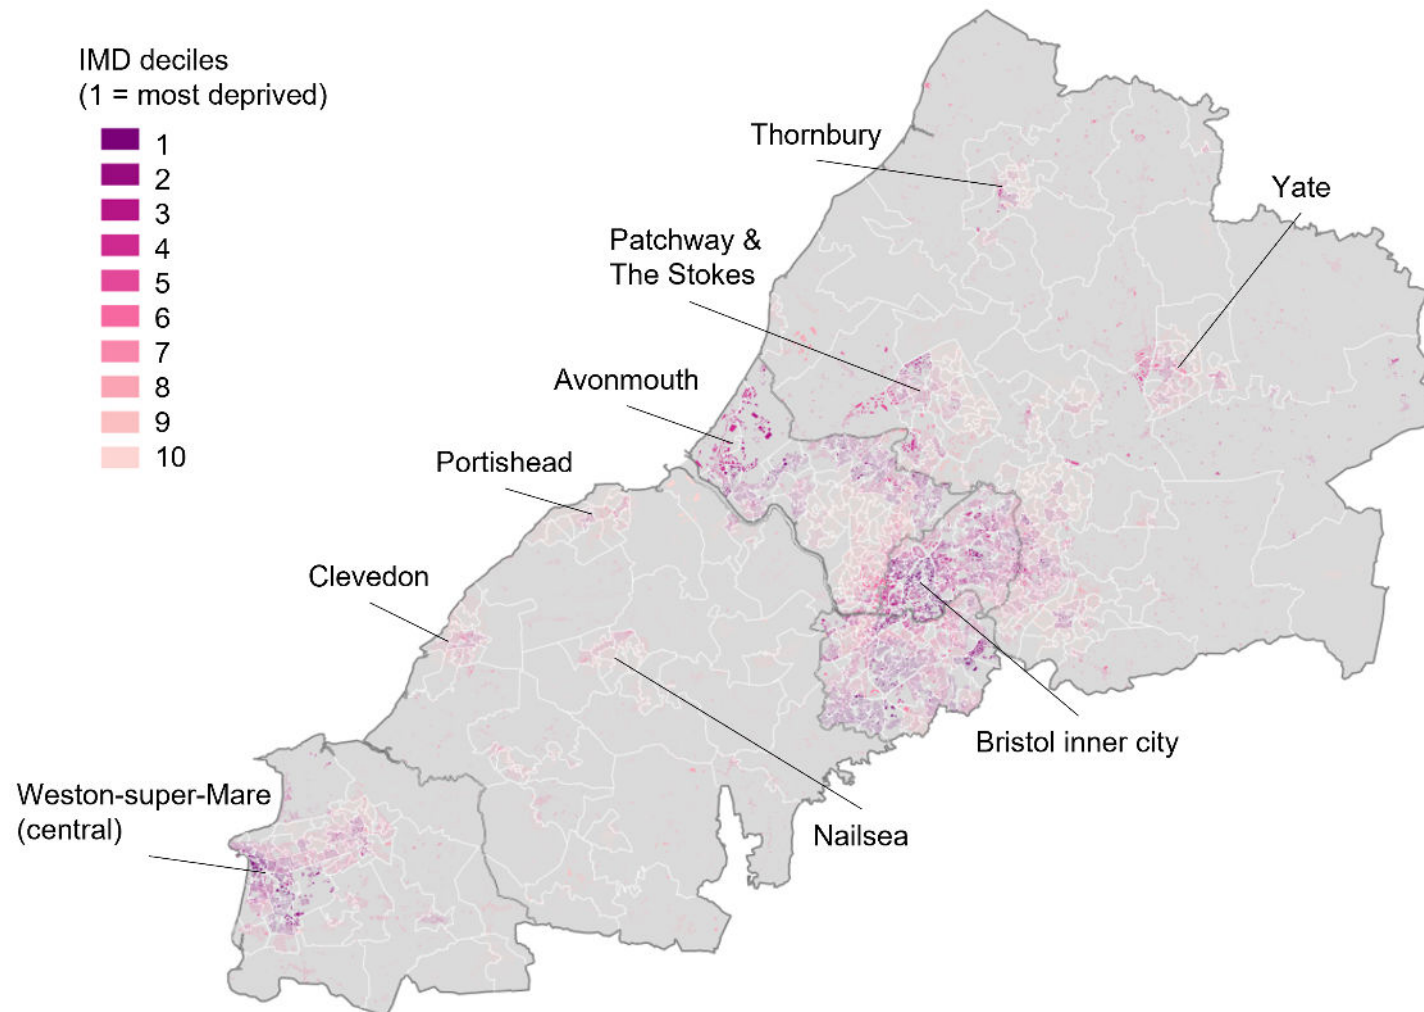 IMD deciles
(1 = most deprived)
1
2
3
4
5
6
7
8
9
10
Thornbury
Yate
Patchway &
The Stokes
Avonmouth
Portishead
Clevedon
Bristol inner city
Weston-super-Mare
(central)
Nailsea